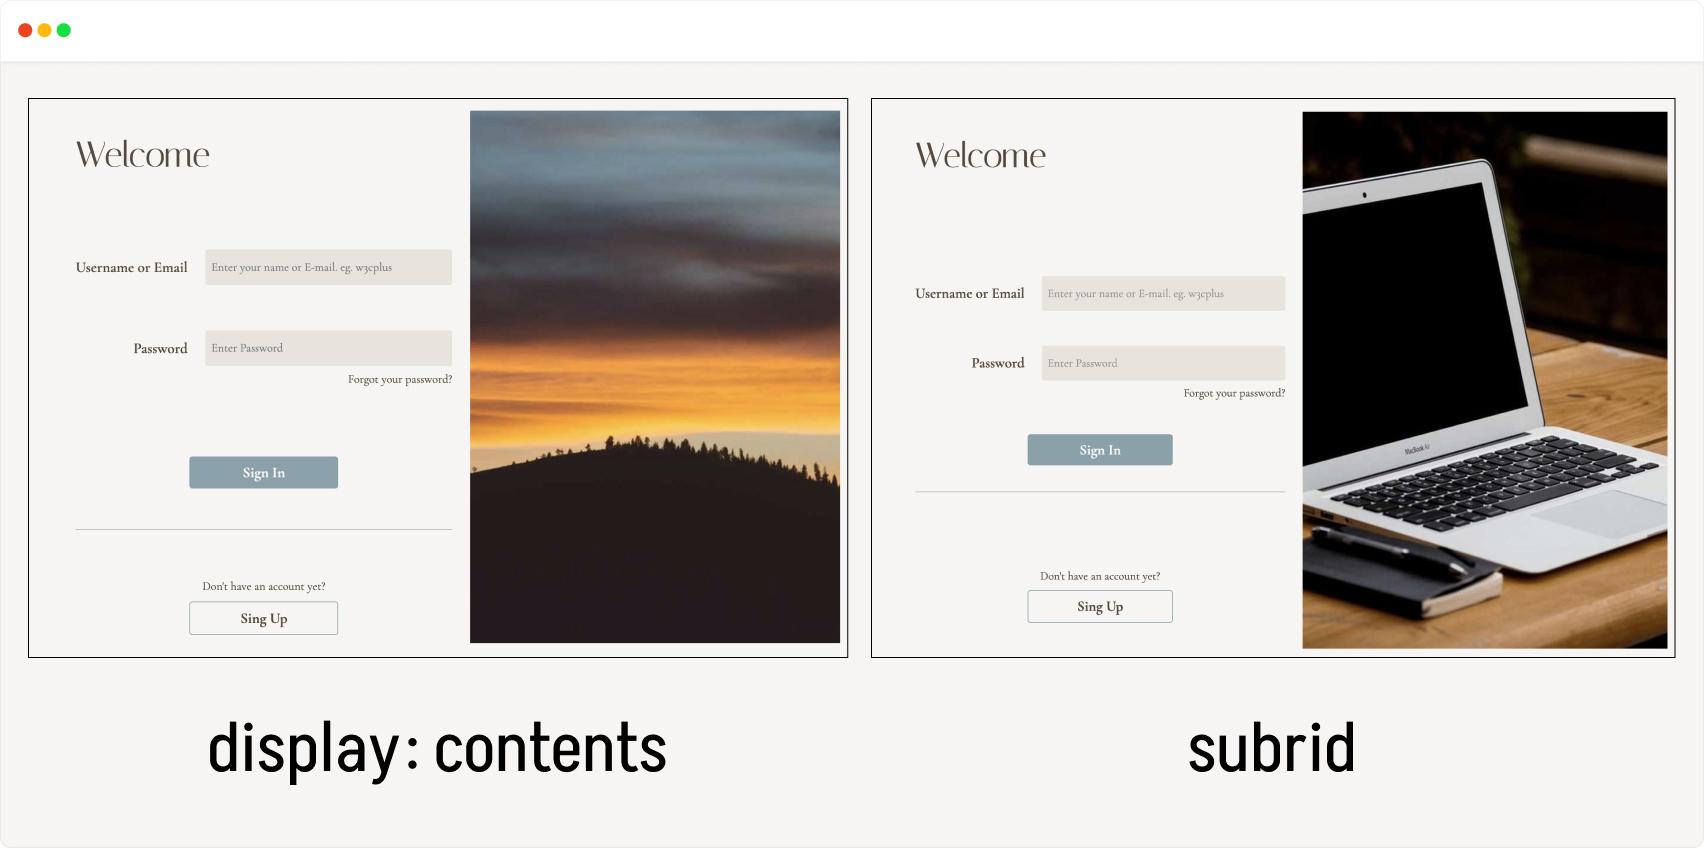 Welcome
Username or Email
Enter your name or E-mail. eg. w3cplus
Password
Enter Password
Forgot your password?
Sign In
Don't have an account yet?
Sing Up
Welcome
Username or Email
Enter your name or E-mail. eg. w3cplus
Password
Enter Password
Forgot your password?
Sign In
Don't have an account yet?
Sing Up
MacBook Air
display: contents
subrid